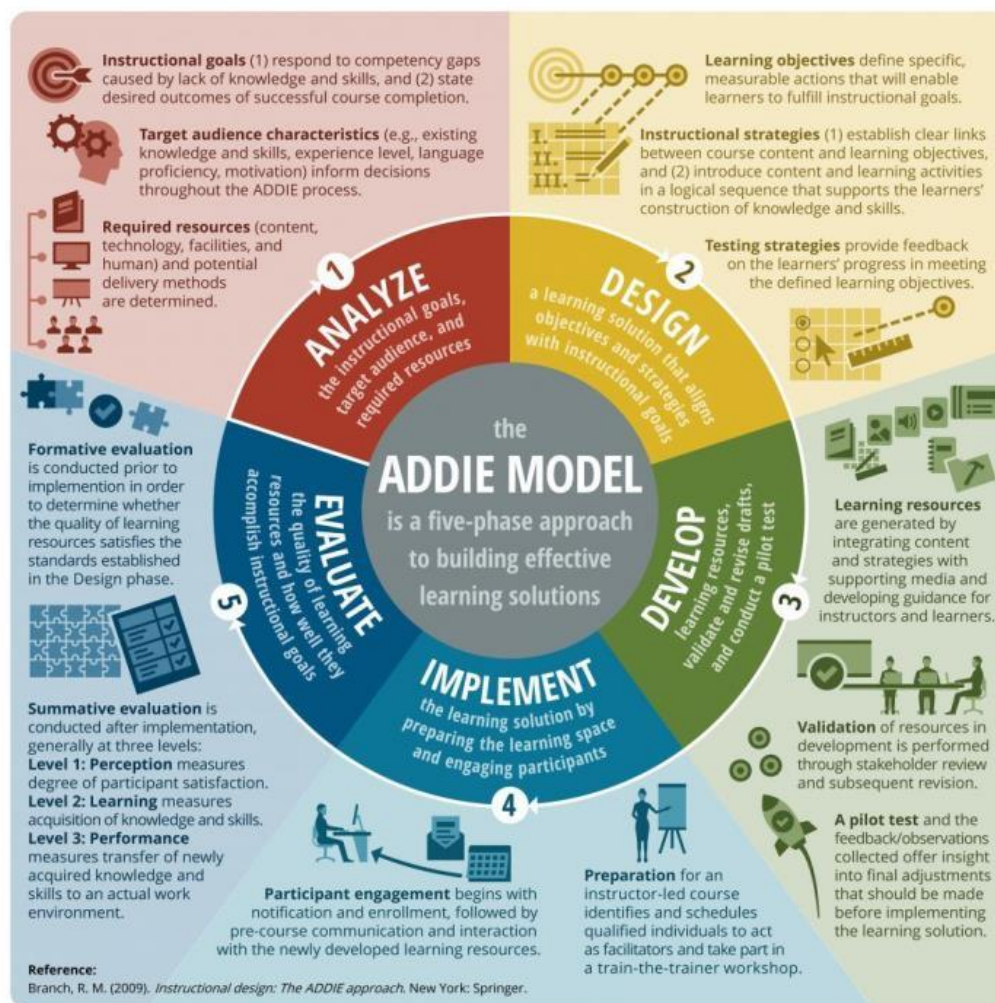 Instructional goals (1) respond to competency gaps
caused by lack of knowledge and skills, and (2) state
desired outcomes of successful course completion.
Target audience characteristics (e.g., existing
knowledge and skills, experience level, language
proficiency, motivation) inform decisions
throughout the ADDIE process.
Required resources (content,
technology, facilities, and
human) and potential
delivery methods
are determined.
Learning objectives define specific,
measurable actions that will enable
learners to fulfill instructional goals.
I.
II.
III.
Instructional strategies (1) establish clear links
between course content and learning objectives,
and (2) introduce content and learning activities
in a logical sequence that supports the learners'
construction of knowledge and skills.
Testing strategies provide feedback
on the learners' progress in meeting
the defined learning objectives.
1
ANALYZE
the instructional goals,
target audience, and
required resources
2
DESIGN
a learning solution that aligns
objectives and strategies
with instructional goals
the
ADDIE MODEL
is a five-phase approach
to building effective
learning solutions
3
DEVELOP
learning resources,
validate and revise drafts,
and conduct a pilot test
4
IMPLEMENT
the learning solution by
preparing the learning space
and engaging participants
5
EVALUATE
the quality of learning
resources and how well they
accomplish instructional goals
Learning resources
are generated by
integrating content
and strategies with
supporting media and
developing guidance for
instructors and learners.
Validation of resources in
development is performed
through stakeholder review
and subsequent revision.
A pilot test and the
feedback/observations
collected offer insight
into final adjustments
that should be made
before implementing
the learning solution.
Participant engagement begins with
notification and enrollment, followed by
pre-course communication and interaction
with the newly developed learning resources.
Preparation for an
instructor-led course
identifies and schedules
qualified individuals to act
as facilitators and take part in
a train-the-trainer workshop.
Formative evaluation
is conducted prior to
implemention in order
to determine whether
the quality of learning
resources satisfies the
standards established
in the Design phase.
Summative evaluation is
conducted after implementation,
generally at three levels:
Level 1: Perception measures
degree of participant satisfaction.
Level 2: Learning measures
acquisition of knowledge and skills.
Level 3: Performance
measures transfer of newly
acquired knowledge and
skills to an actual work
environment.
Reference:
Branch, R. M. (2009). Instructional design: The ADDIE approach. New York: Springer.